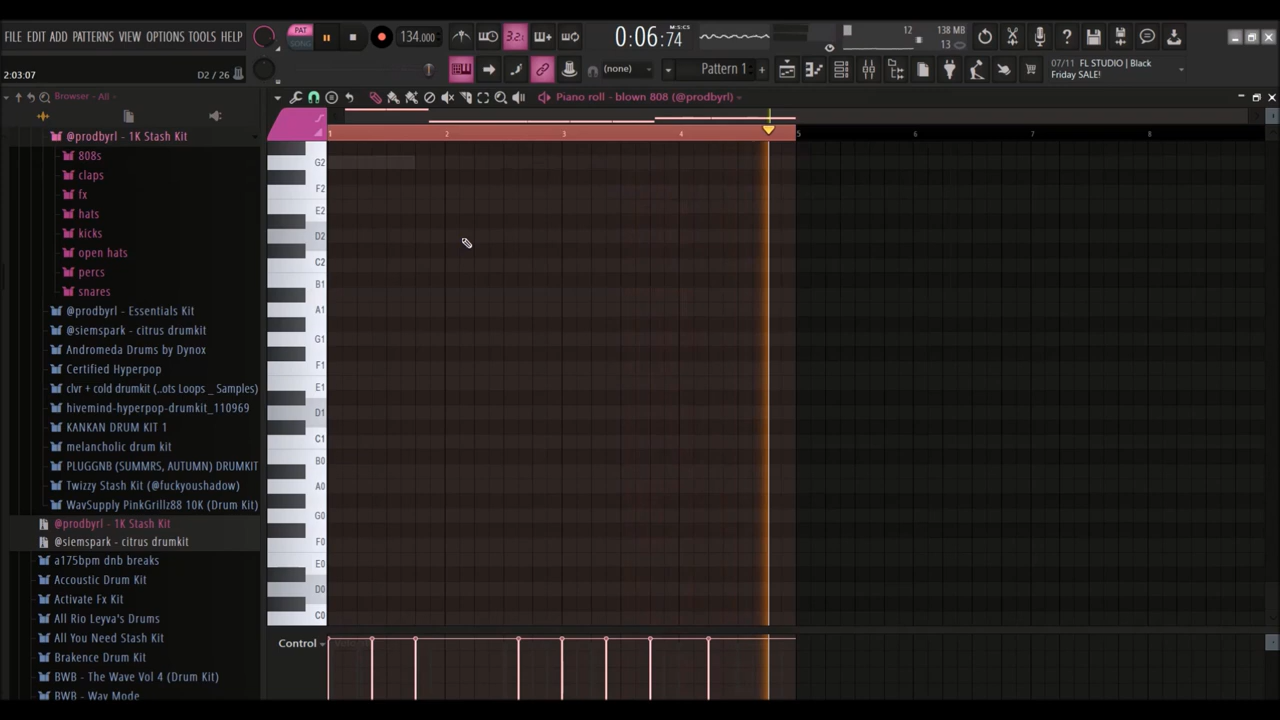 FILE EDIT ADD PATTERNS VIEW OPTIONS TOOLS HELP
PAT
SONG
134.000
3.2.
0:06:74
M:S:CS
12
138 MB
13
2:03:07
D2 / 26
(none)
Pattern 1
07/11 FL STUDIO | Black
Friday SALE!
Browser - All
Piano roll - blown 808 (@prodbyrl)
@prodbyrl - 1K Stash Kit
808s
claps
fx
hats
kicks
open hats
percs
snares
@prodbyrl - Essentials Kit
@siemspark - citrus drumkit
Andromeda Drums by Dynox
Certified Hyperpop
clvr + cold drumkit (..ots Loops _ Samples)
hivemind-hyperpop-drumkit_110969
KANKAN DRUM KIT 1
melancholic drum kit
PLUGGNB (SUMMRS, AUTUMN) DRUMKIT
Twizzy Stash Kit (@fuckyoushadow)
WavSupply PinkGrillz88 10K (Drum Kit)
@prodbyrl - 1K Stash Kit
@siemspark - citrus drumkit
a175bpm dnb breaks
Accoustic Drum Kit
Activate Fx Kit
All Rio Leyva's Drums
All You Need Stash Kit
Brakence Drum Kit
BWB - The Wave Vol 4 (Drum Kit)
BWB - Wav Mode
1 2 3 4 5 6 7 8
G2
F2
E2
D2
C2
B1
A1
G1
F1
E1
D1
C1
B0
A0
G0
F0
E0
D0
C0
Control